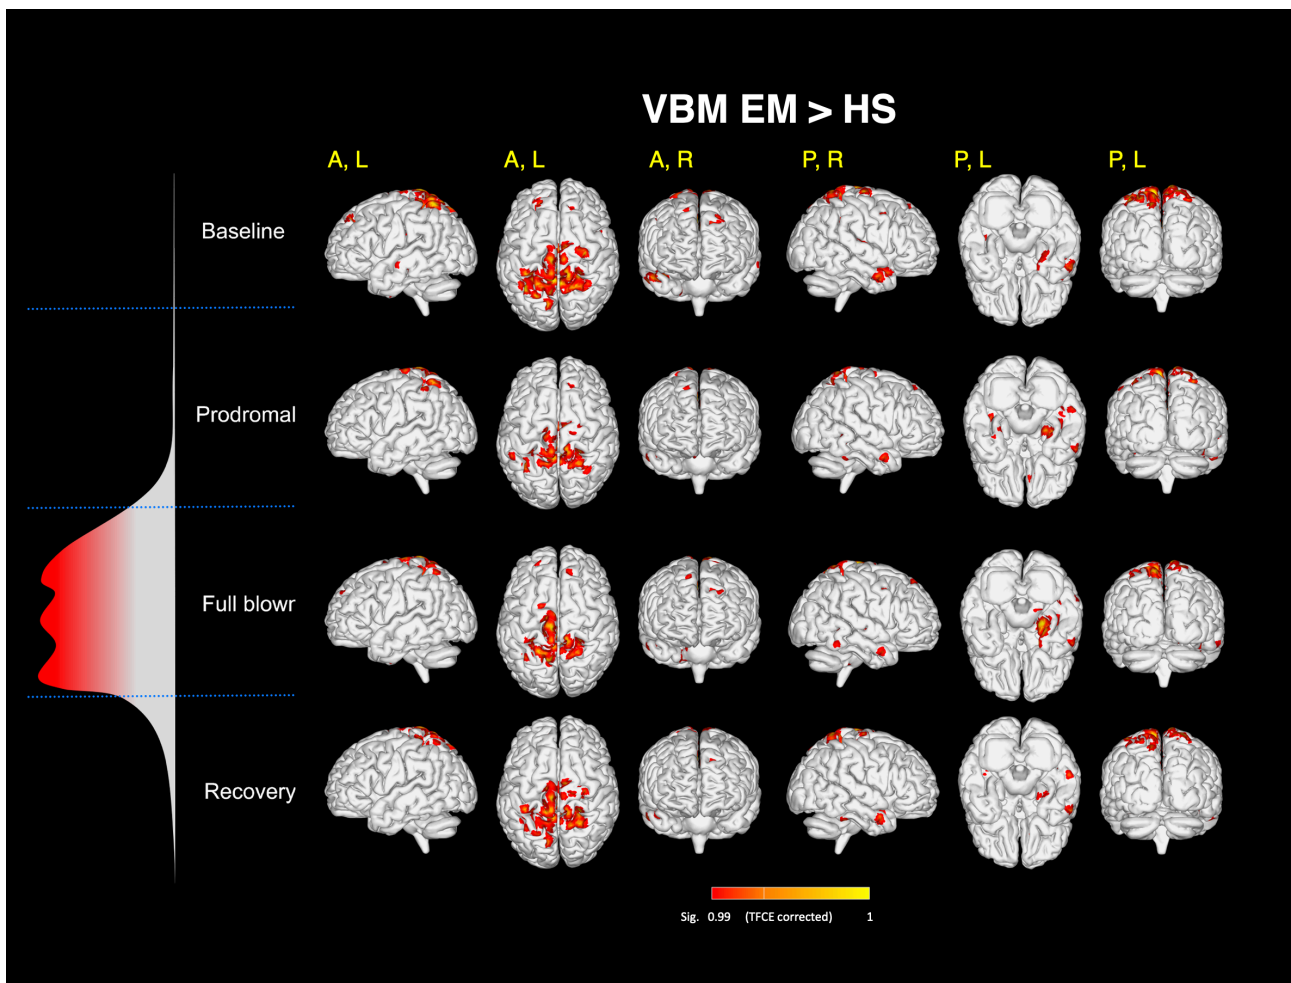 VBM EM > HS
A, L
A, L
A, R
P, R
P, L
P, L
Baseline
Prodromal
Full blowr
Recovery
Sig. 0.99 (TFCE corrected) 1